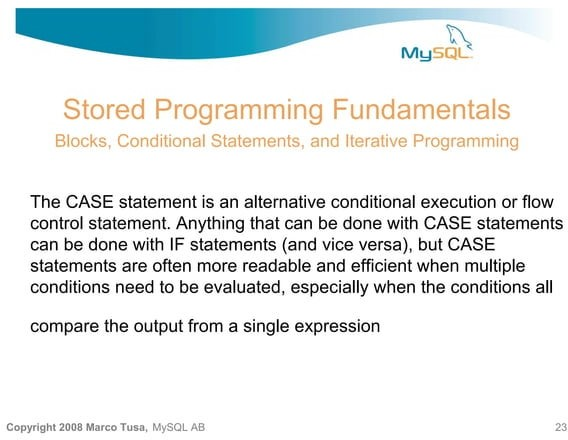 MySQL
Stored Programming Fundamentals
Blocks, Conditional Statements, and Iterative Programming
The CASE statement is an alternative conditional execution or flow
control statement. Anything that can be done with CASE statements
can be done with IF statements (and vice versa), but CASE
statements are often more readable and efficient when multiple
conditions need to be evaluated, especially when the conditions all
compare the output from a single expression
Copyright 2008 Marco Tusa, MySQL AB 23